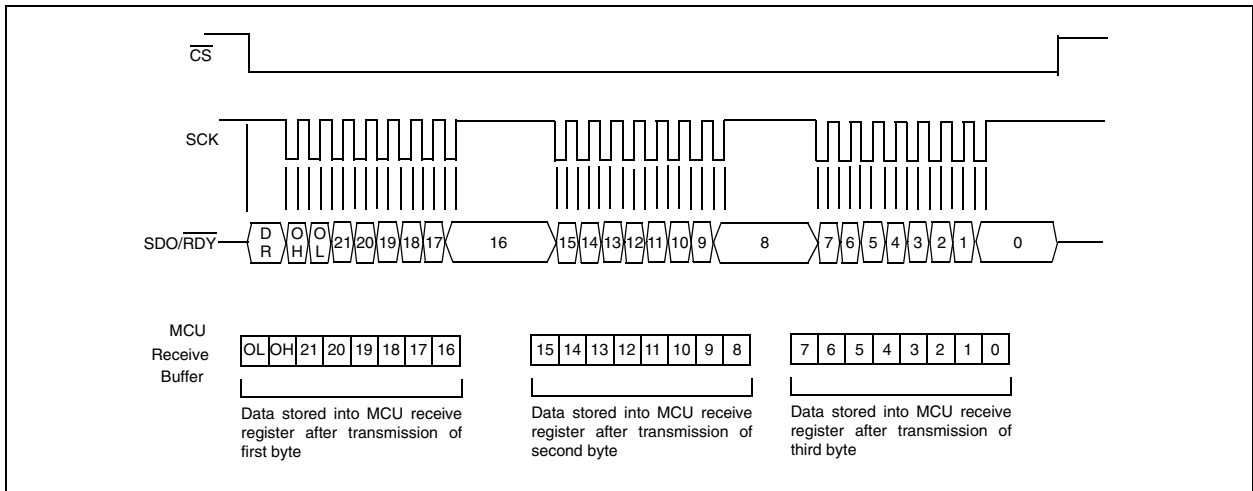 CS
SCK
SDO/RDY
DR OH OL 21 20 19 18 17 16 15 14 13 12 11 10 9 8 7 6 5 4 3 2 1 0
MCU
Receive
Buffer
OL OH 21 20 19 18 17 16
15 14 13 12 11 10 9 8
7 6 5 4 3 2 1 0
Data stored into MCU receive
register after transmission of
first byte
Data stored into MCU receive
register after transmission of
second byte
Data stored into MCU receive
register after transmission of
third byte